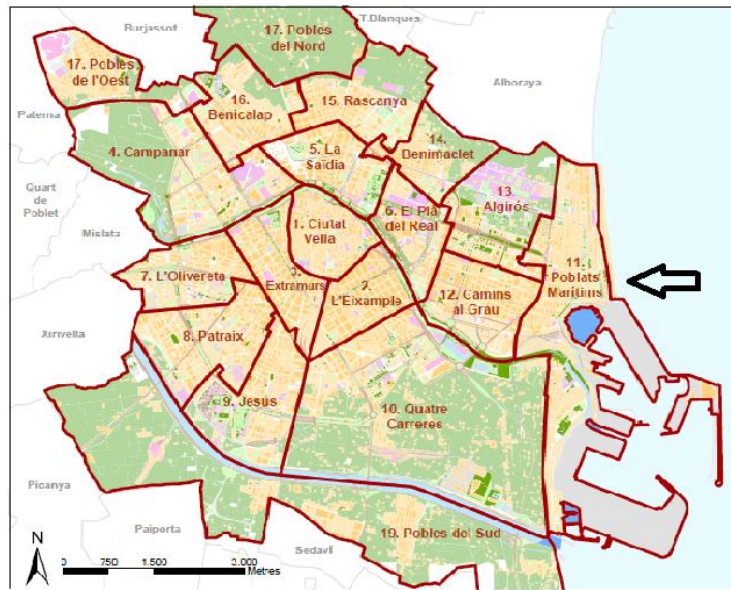 Burjassot
T.Blanques
17. Pobles
del Nord
17. Pobles
de l'Oest
Alboraya
16.
Benicalap
15. Rascanya
Paterna
4. Campanar
5. La
Saïdia
14.
Benimaclet
Quart
de
Poblet
13.
Algirós
6. El Pla
del Real
1. Ciutat
Vella
Mislata
11.
Poblats
Marítims
7. L'Olivereta
3.
Extramurs
2.
L'Eixample
12. Camins
al Grau
Xirivella
8. Patraix
9. Jesús
10. Quatre
Carreres
Picanya
Paiporta
Sedaví
19. Pobles del Sud
N
0 750 1.500 3.000
Metres